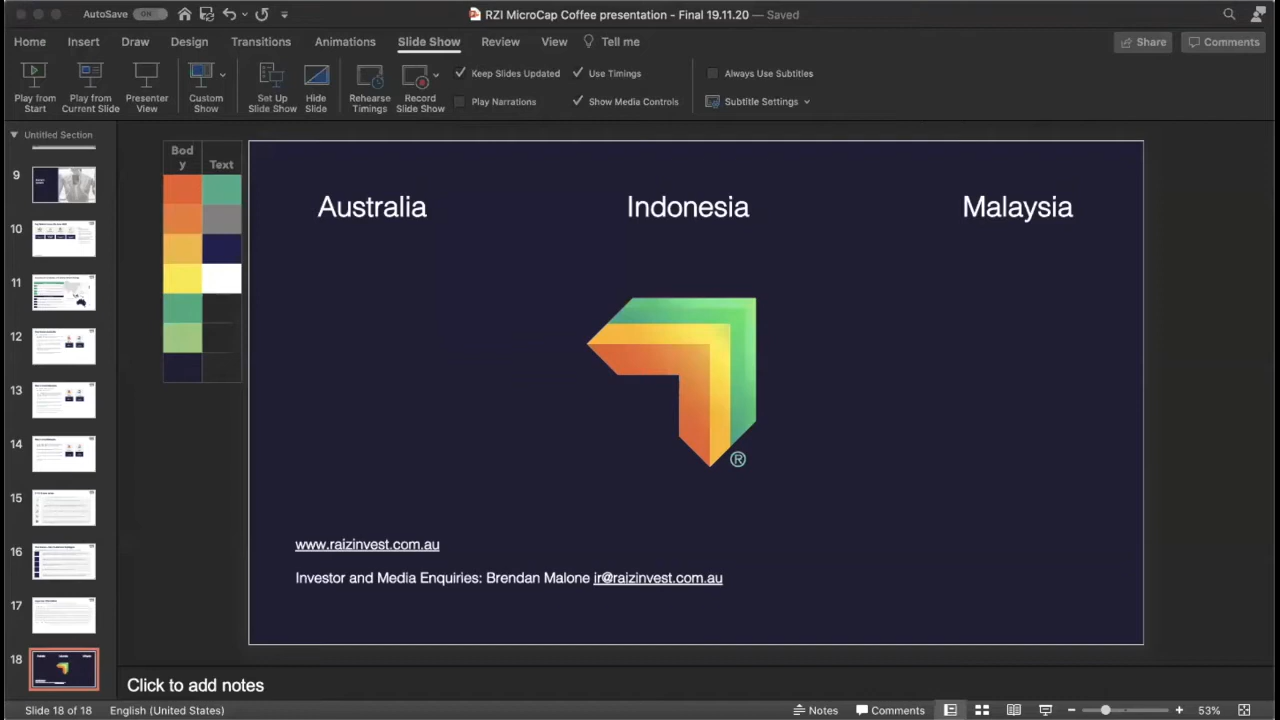 AutoSave ON RZI MicroCap Coffee presentation - Final 19.11.20 — Saved
Home Insert Draw Design Transitions Animations Slide Show Review View Tell me Share Comments
Play from Start
Play from Current Slide
Presenter View
Custom Show
Set Up Slide Show
Hide Slide
Rehearse Timings
Record Slide Show
Keep Slides Updated Use Timings Always Use Subtitles
Play Narrations Show Media Controls Subtitle Settings
Untitled Section
Body Text
9
10
11
12
13
14
15
16
17
18
Australia Indonesia Malaysia
®
www.raizinvest.com.au
Investor and Media Enquiries: Brendan Malone ir@raizinvest.com.au
Click to add notes
Slide 18 of 18 English (United States) Notes Comments 53%